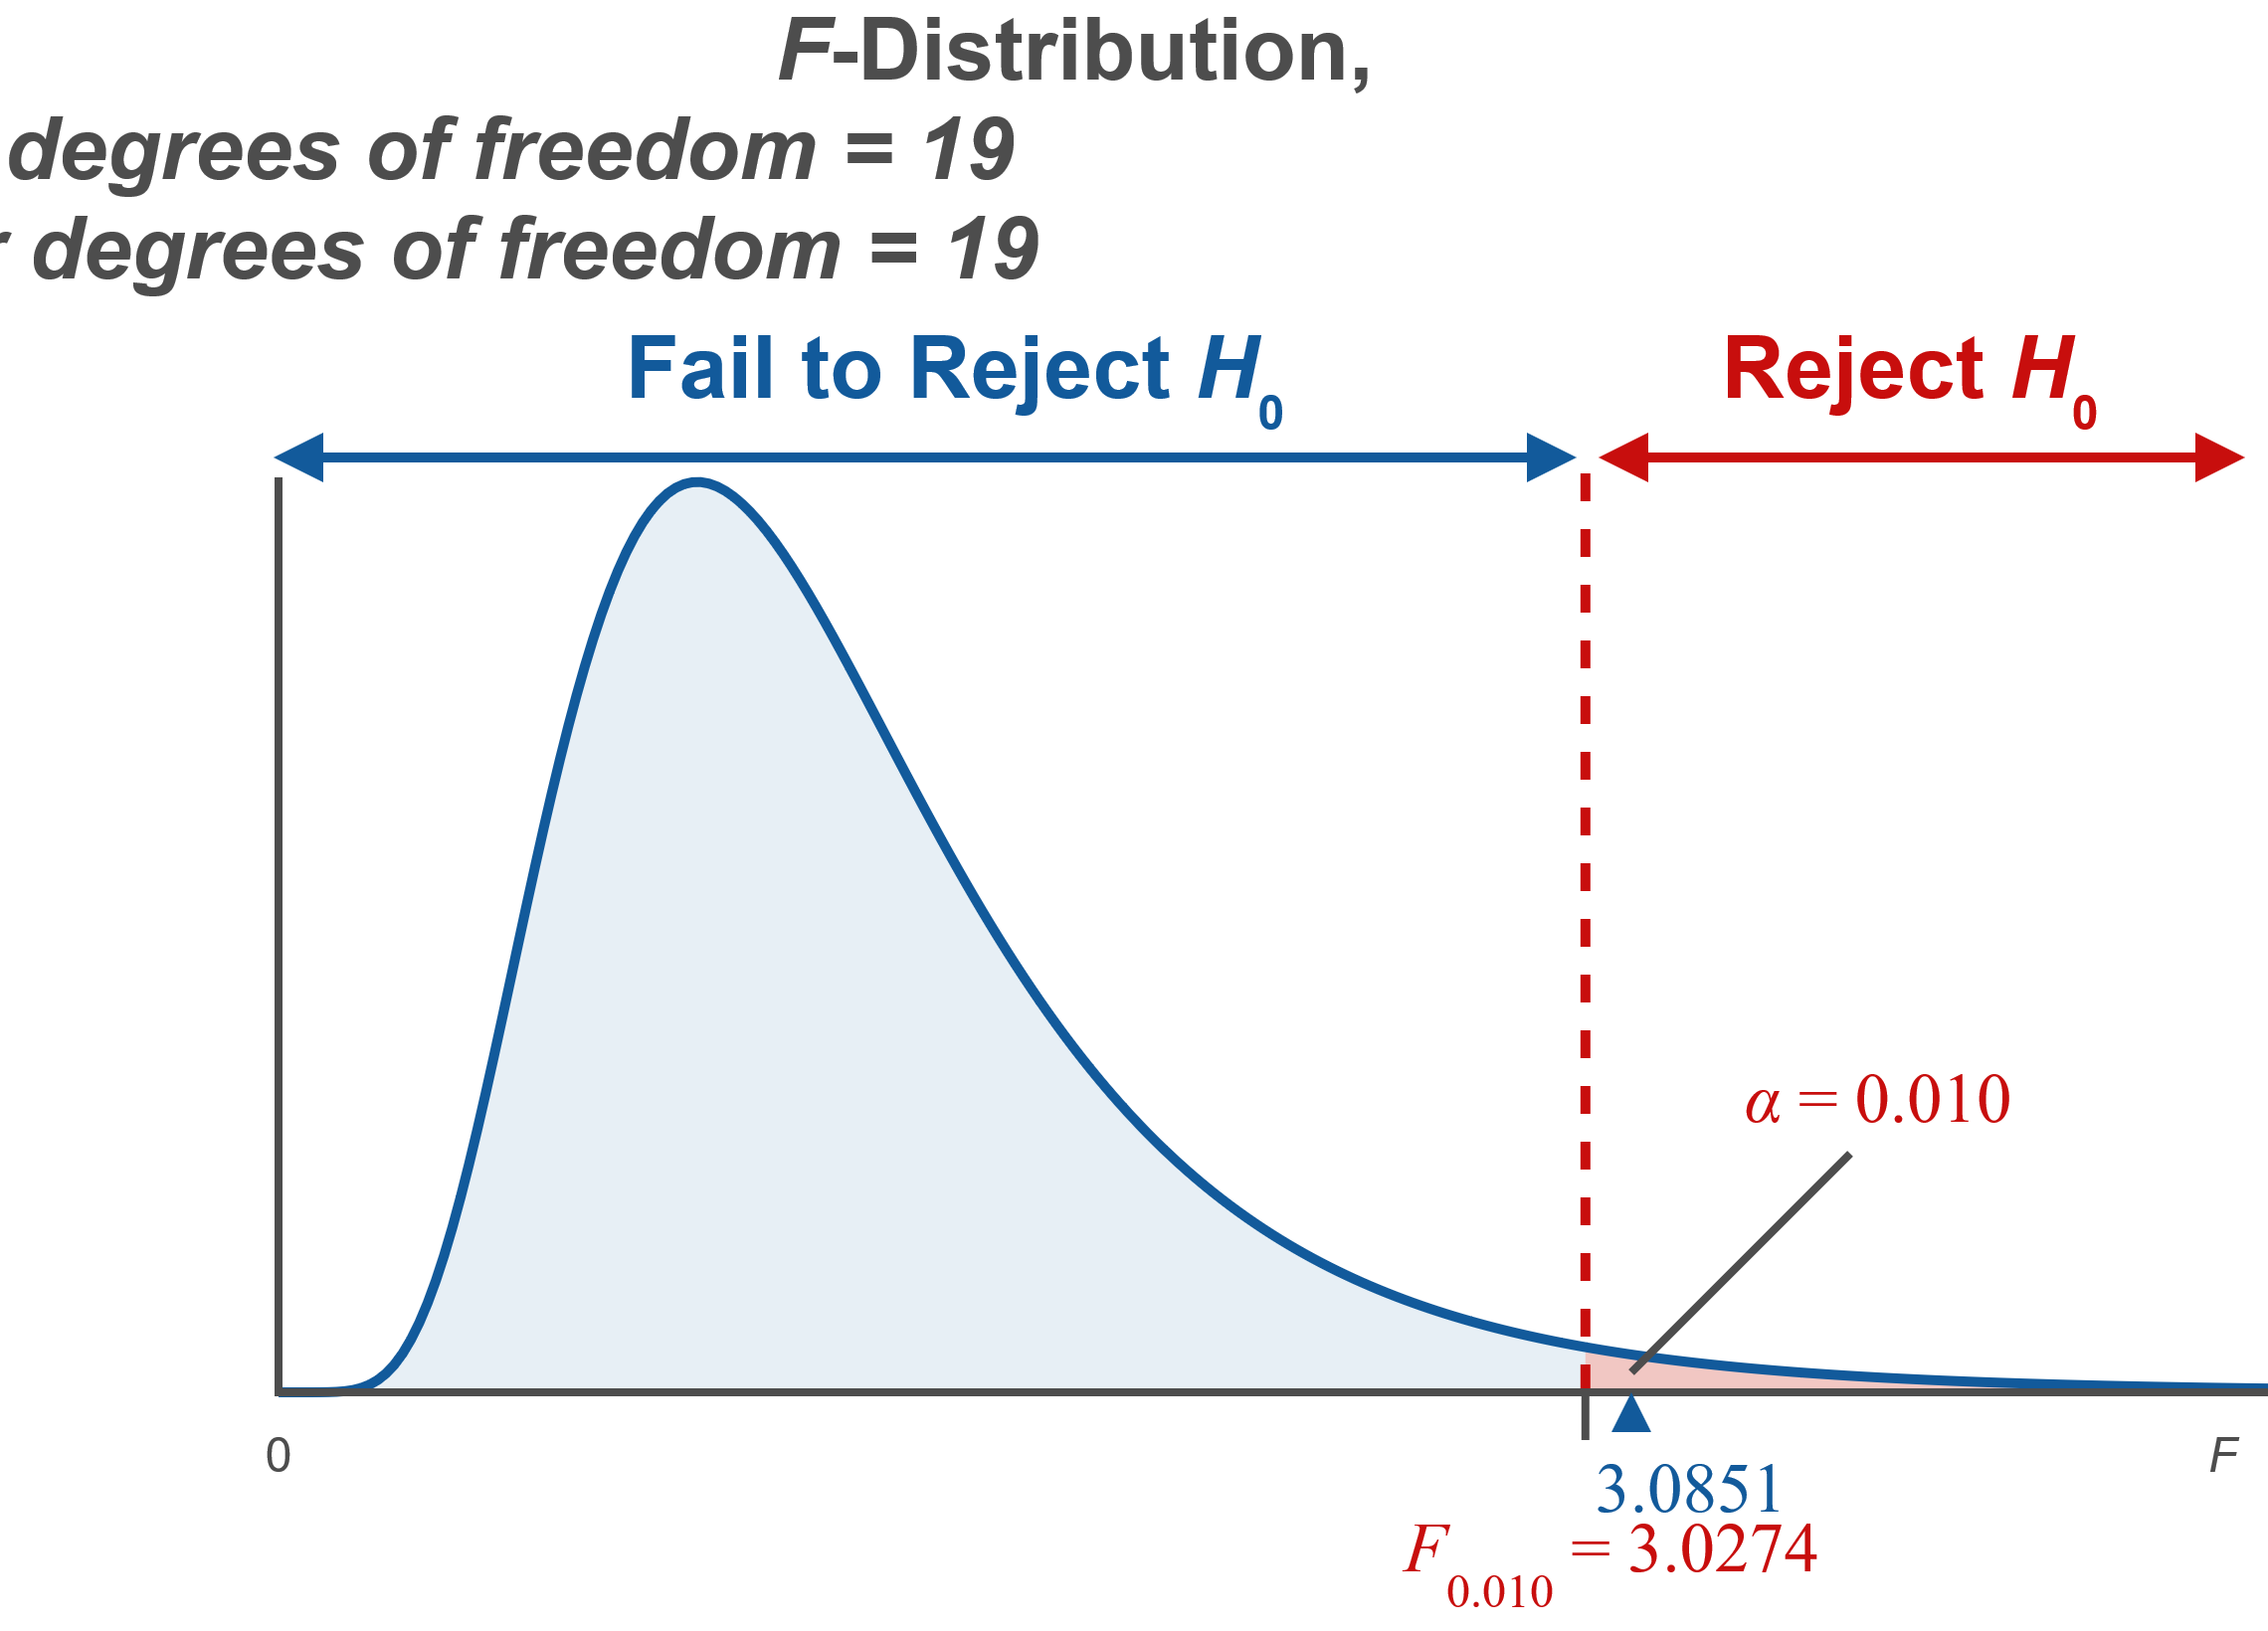 F-Distribution,
degrees of freedom = 19
r degrees of freedom = 19
Fail to Reject H0
Reject H0
α = 0.010
0
F
3.0851
F0.010 = 3.0274